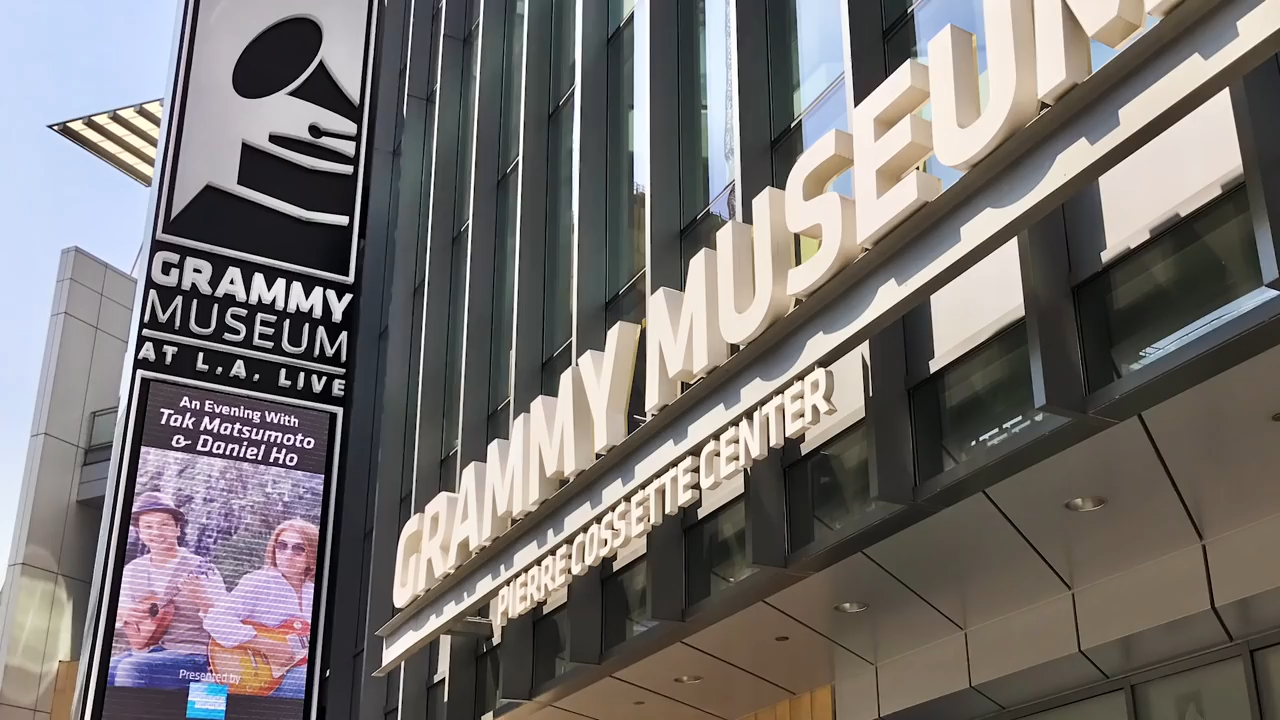 GRAMMY
MUSEUM
AT L.A. LIVE
An Evening With
Tak Matsumoto
& Daniel Ho
Presented by
GRAMMY MUSEUM
PIERRE COSSETTE CENTER